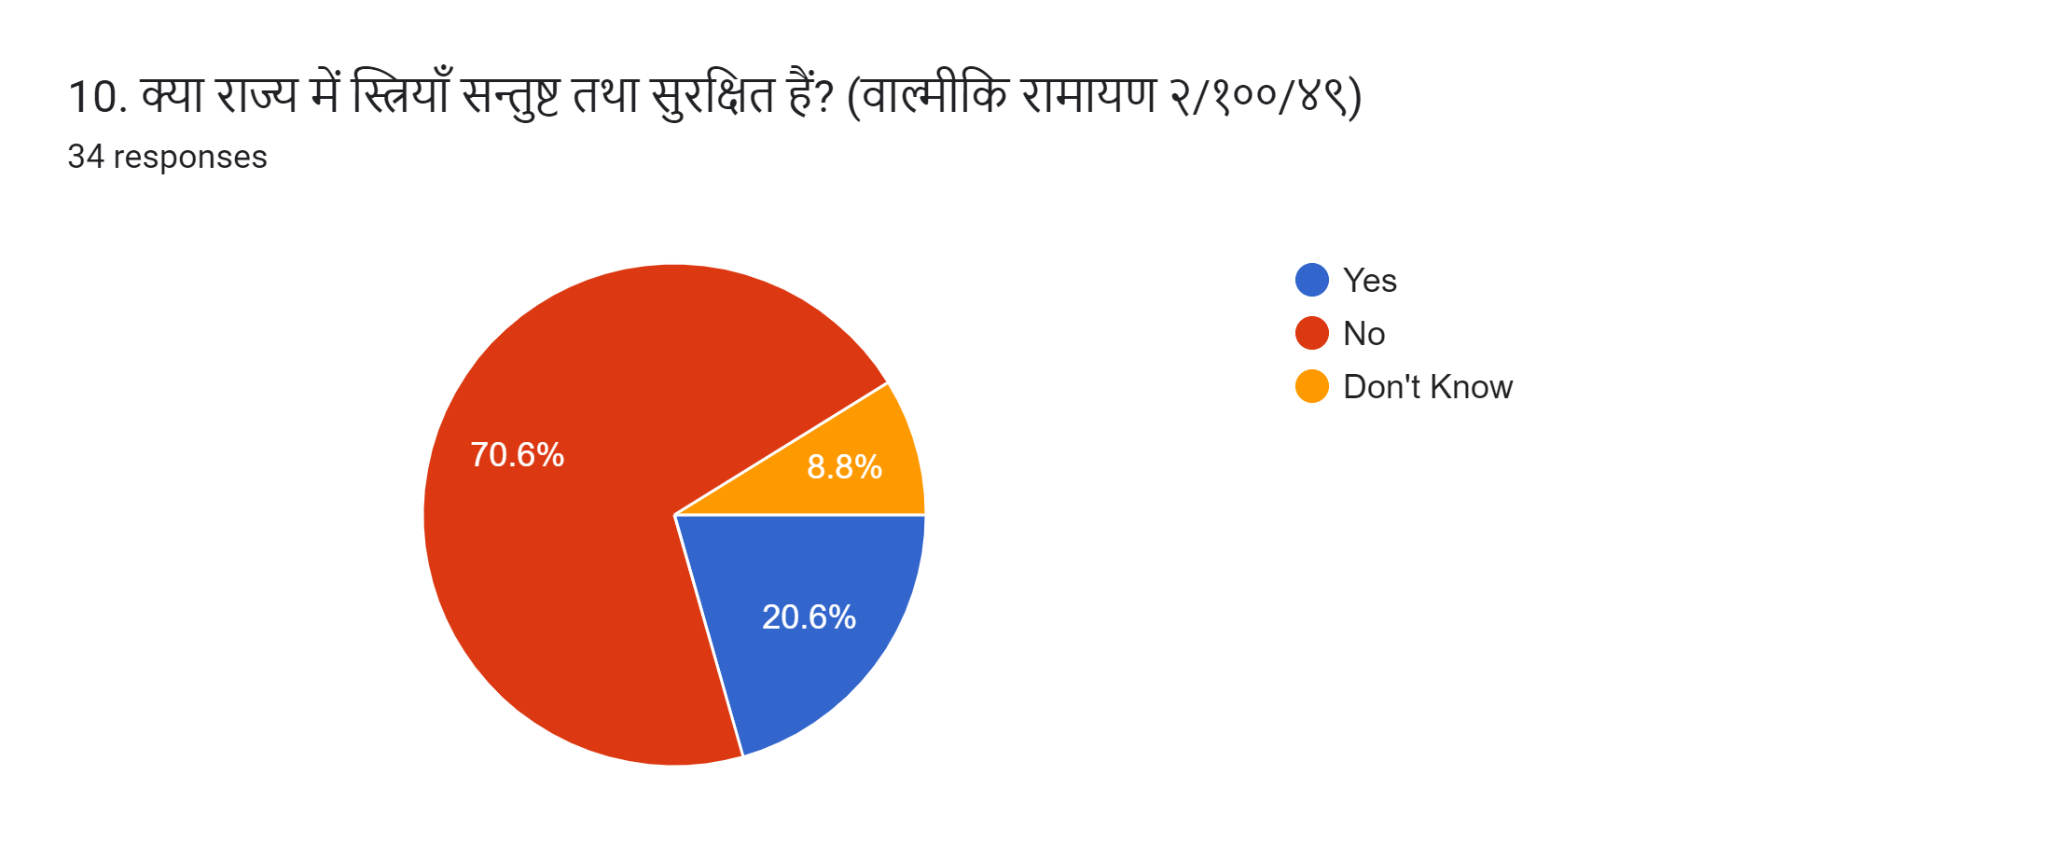 10. क्या राज्य में स्त्रियाँ सन्तुष्ट तथा सुरक्षित हैं? (वाल्मीकि रामायण २/१००/४९)
34 responses
Yes
No
Don't Know
70.6%
8.8%
20.6%